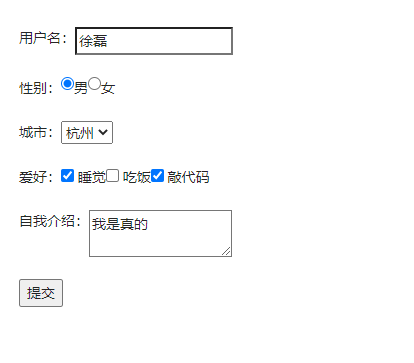 用户名：徐磊
性别：男女
城市：杭州
爱好：睡觉 吃饭 敲代码
自我介绍：我是真的
提交